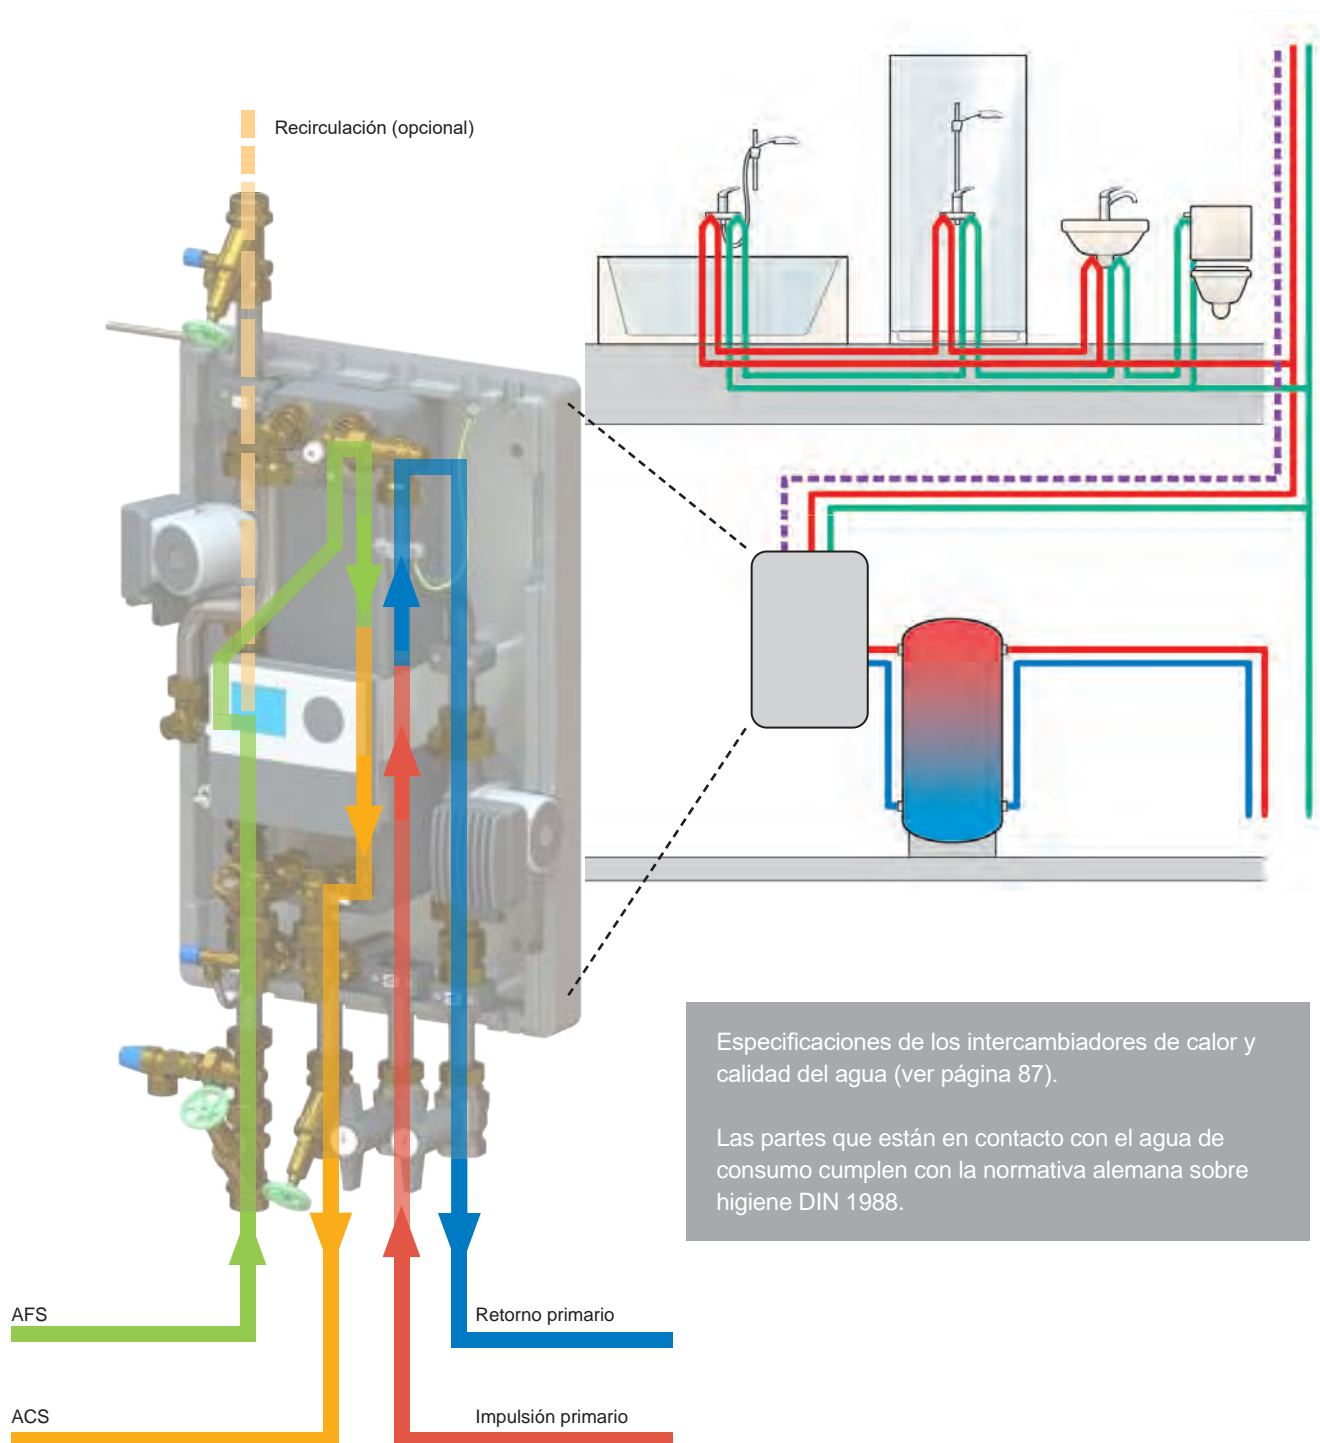 Recirculación (opcional)
Especificaciones de los intercambiadores de calor y
calidad del agua (ver página 87).
Las partes que están en contacto con el agua de
consumo cumplen con la normativa alemana sobre
higiene DIN 1988.
AFS
Retorno primario
ACS
Impulsión primario